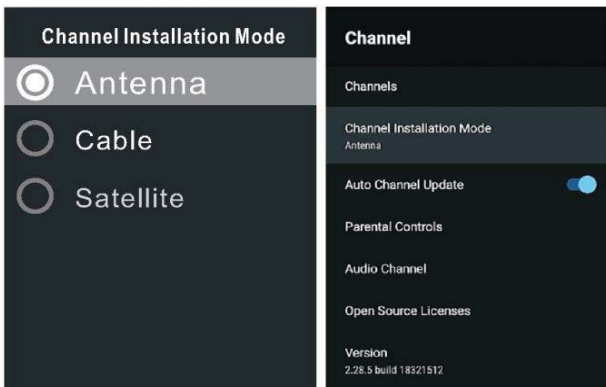 Channel Installation Mode
Antenna
Cable
Satellite
Channel
Channels
Channel Installation Mode
Antenna
Auto Channel Update
Parental Controls
Audio Channel
Open Source Licenses
Version
2.28.5 build 18321512